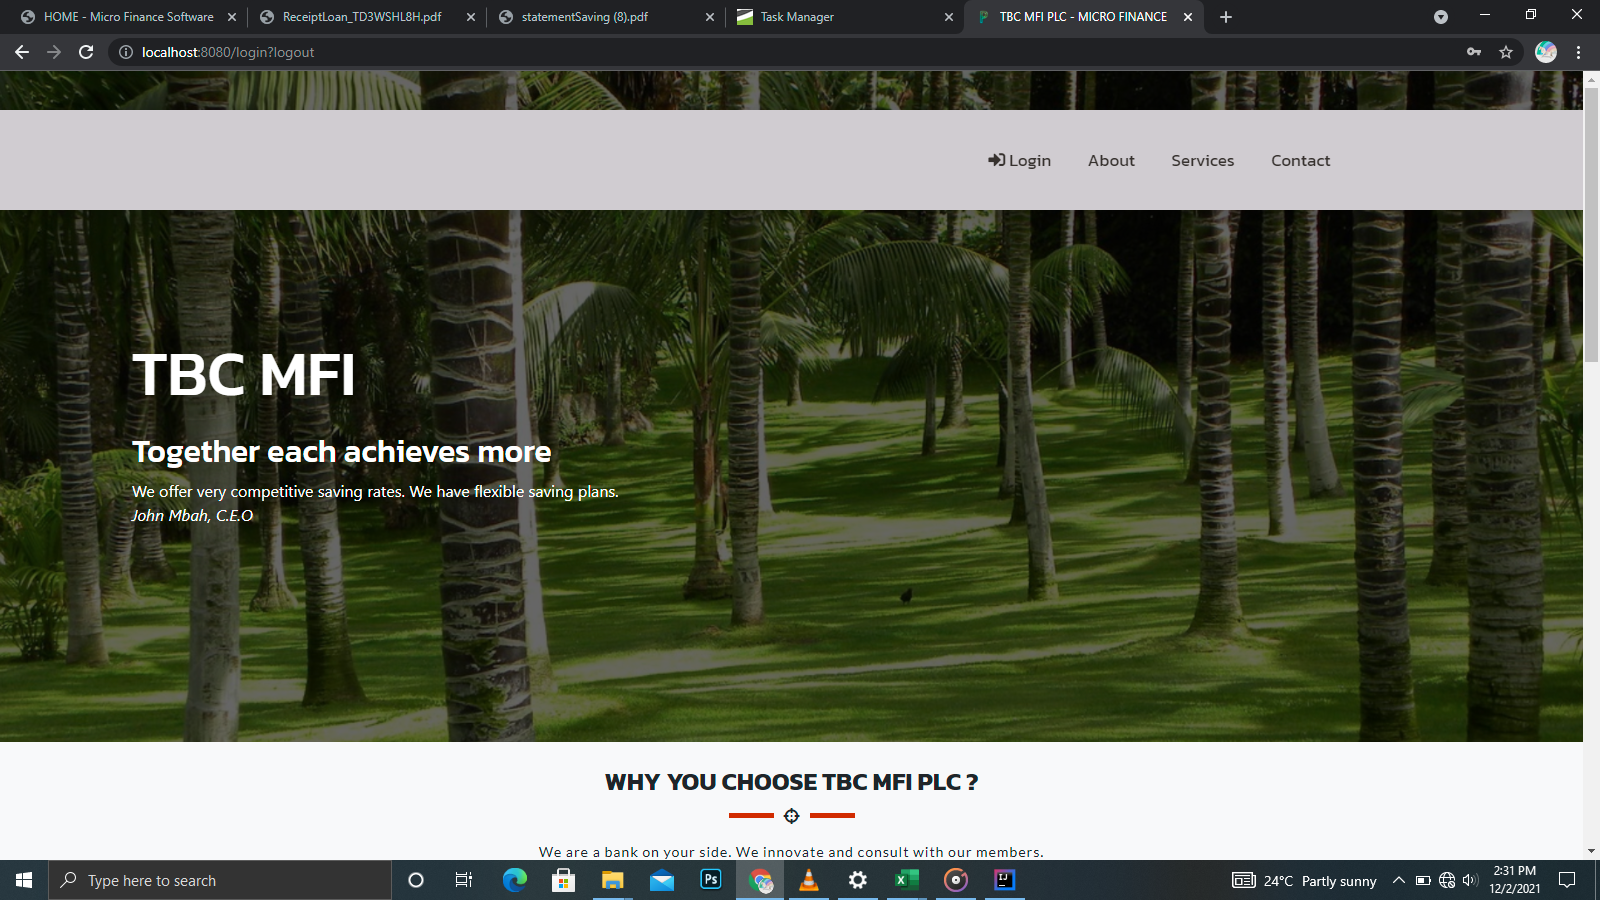 HOME - Micro Finance Software
ReceiptLoan_TD3WSHL8H.pdf
statementSaving (8).pdf
Task Manager
TBC MFI PLC - MICRO FINANCE
localhost:8080/login?logout
Login About Services Contact
TBC MFI
Together each achieves more
We offer very competitive saving rates. We have flexible saving plans.
John Mbah, C.E.O
WHY YOU CHOOSE TBC MFI PLC ?
We are a bank on your side. We innovate and consult with our members.
Type here to search
Ps
24°C Partly sunny
2:31 PM
12/2/2021